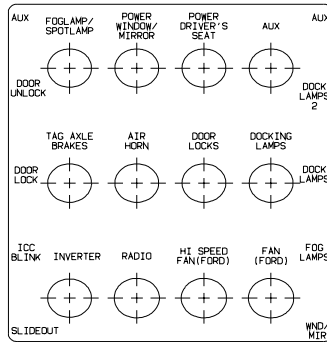 AUX
FOGLAMP/
SPOTLAMP
POWER
WINDOW/
MIRROR
POWER
DRIVER'S
SEAT
AUX
AUX
DOOR
UNLOCK
DOCK
LAMPS
2
TAG AXLE
BRAKES
AIR
HORN
DOOR
LOCKS
DOCKING
LAMPS
DOOR
LOCK
DOCK
LAMPS
ICC
BLINK
INVERTER
RADIO
HI SPEED
FAN(FORD)
FAN
(FORD)
FOG
LAMPS
SLIDEOUT
WND/
MIR